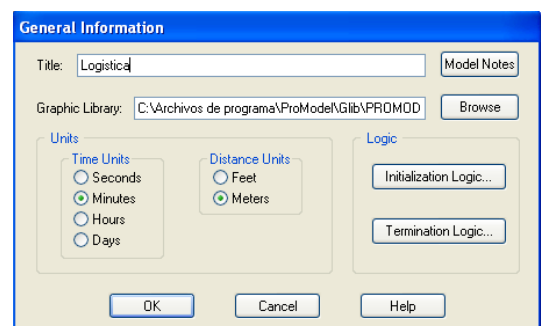 General Information
Title: Logistica Model Notes
Graphic Library: C:\Archivos de programa\ProModel\Glib\PROMOD Browse
Units Logic
Time Units Distance Units
Seconds Feet Initialization Logic...
Minutes Meters
Hours
Days Termination Logic...
OK Cancel Help